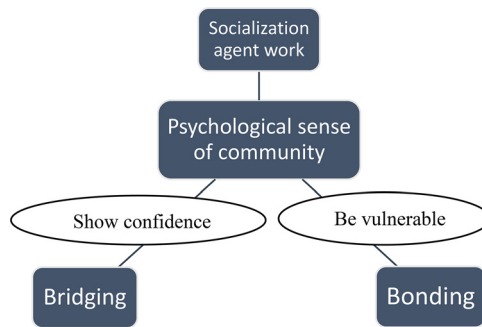 Socialization
agent work
Psychological sense
of community
Show confidence
Be vulnerable
Bridging
Bonding